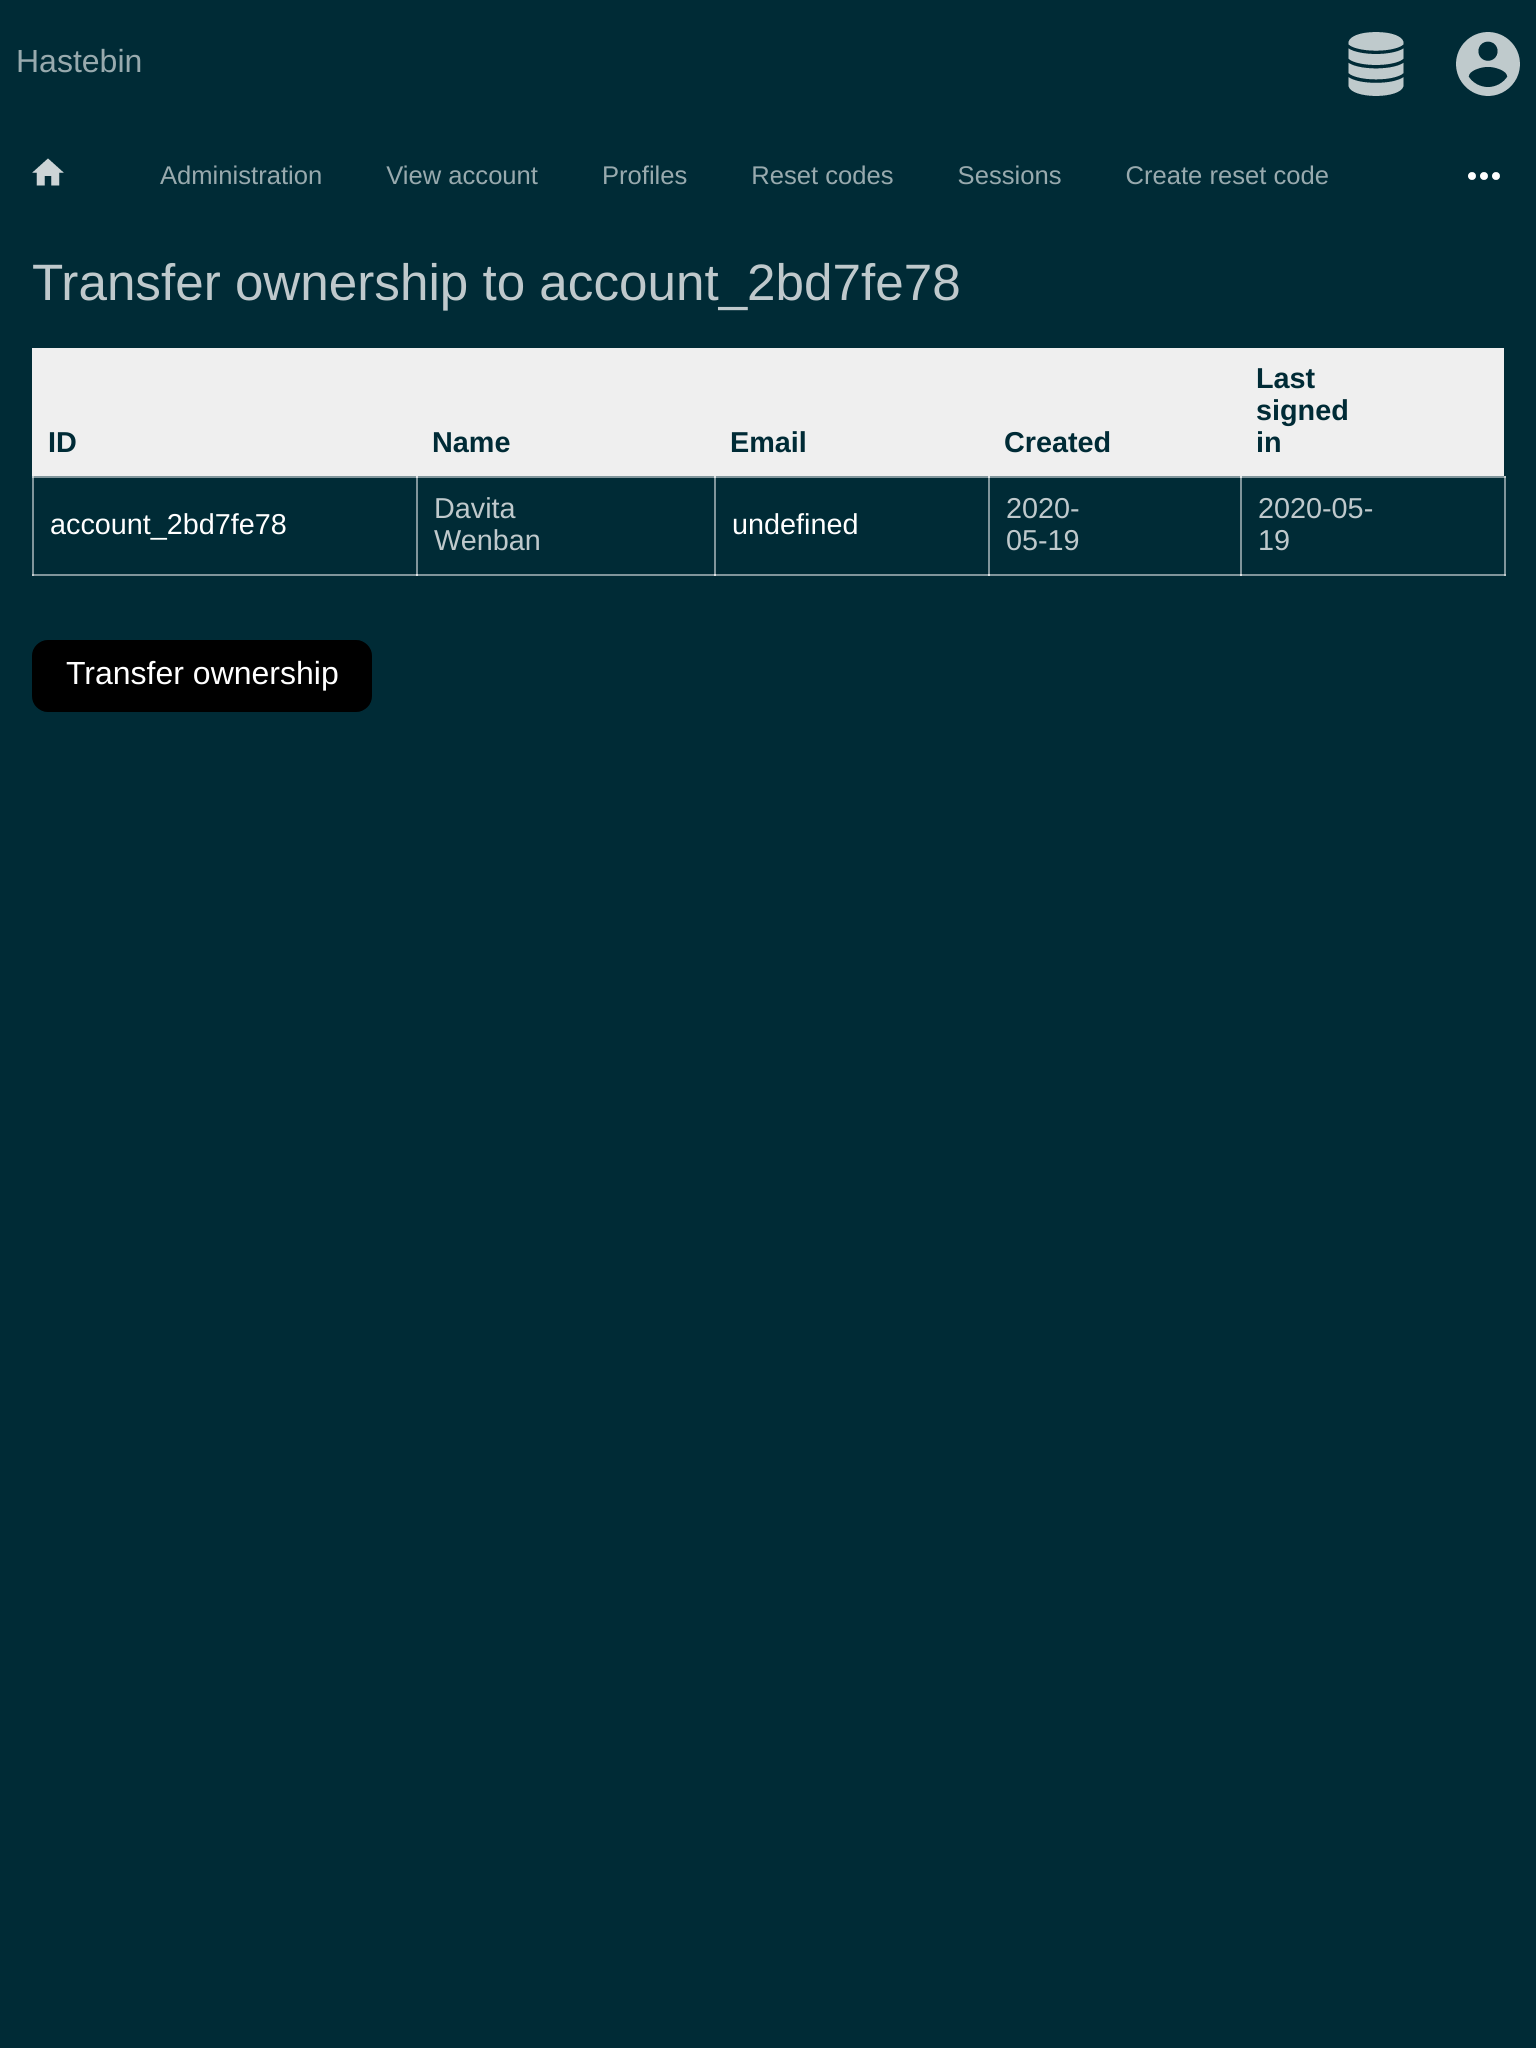 Hastebin
Administration View account Profiles Reset codes Sessions Create reset code
Transfer ownership to account_2bd7fe78
ID Name Email Created Last signed in
account_2bd7fe78 Davita Wenban undefined 2020-05-19 2020-05-19
Transfer ownership